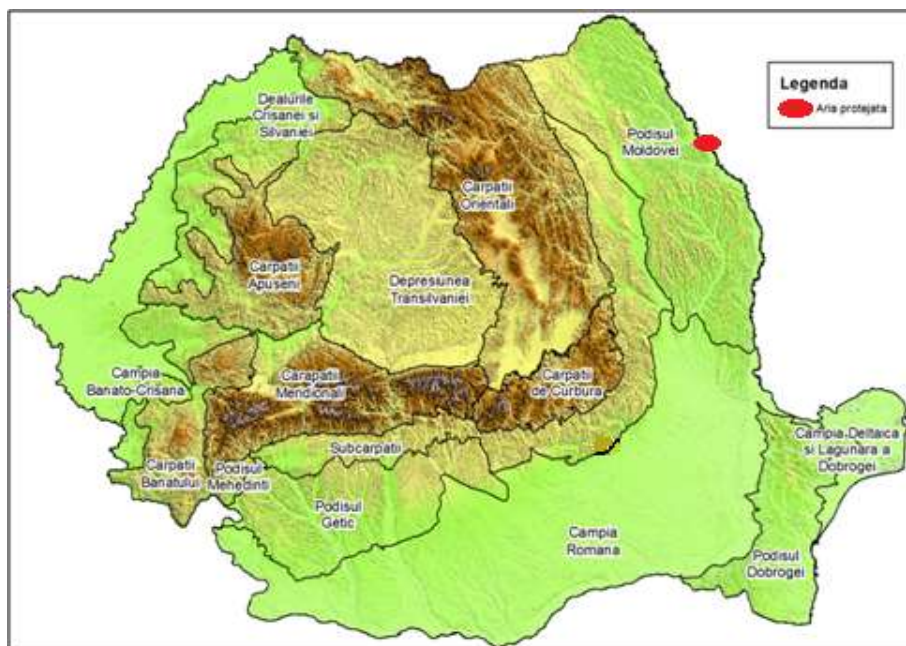 Legenda
Aria protejata
Dealurile
Crisanei si
Silvaniei
Podisul
Moldovei
Carpatii
Orientali
Carpatii
Apuseni
Depresiunea
Transilvaniei
Campia
Banato-Crisana
Carapatii
Meridionali
Carpatii
de Curbura
Subcarpatii
Carpatii
Banatului
Podisul
Mehedinti
Podisul
Getic
Campia
Romana
Campia Deltaica
si Lagunara a
Dobrogei
Podisul
Dobrogei